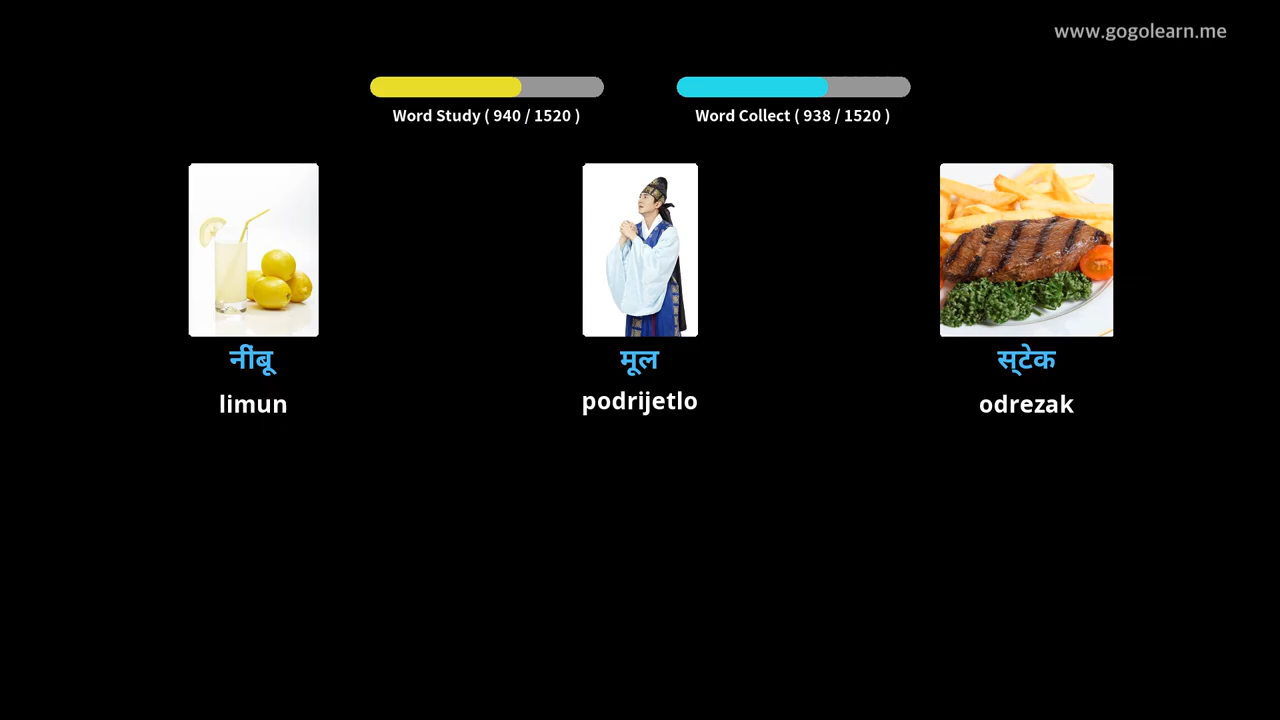 www.gogolearn.me
Word Study ( 940 / 1520 )
Word Collect ( 938 / 1520 )
नींबू
मूल
स्टेक
limun
podrijetlo
odrezak